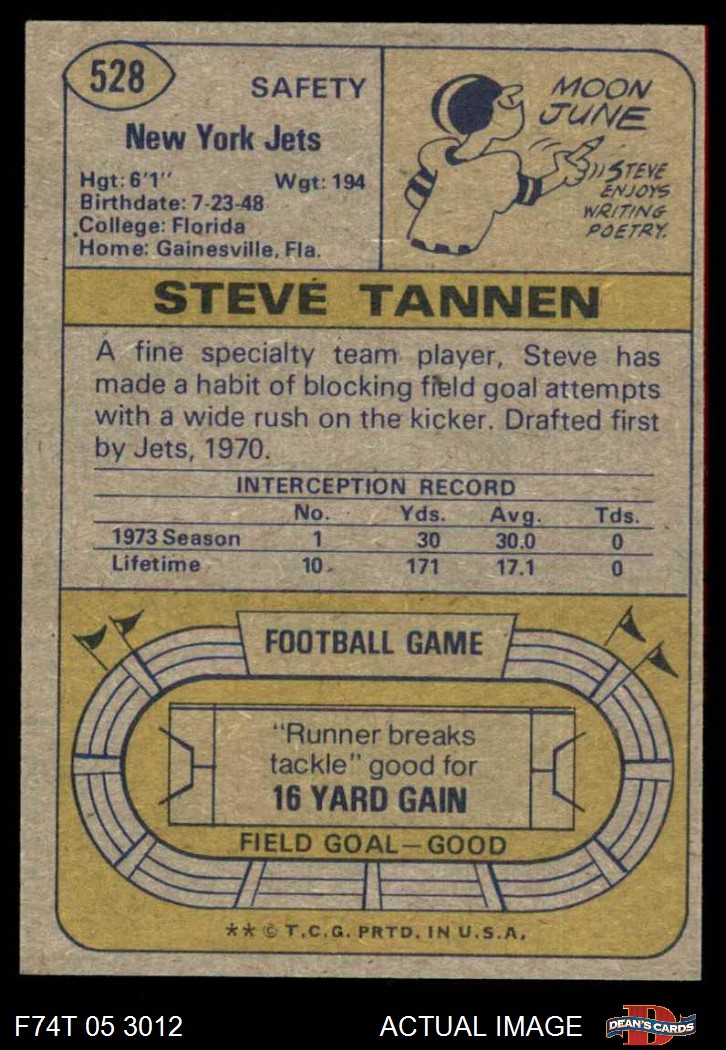 528
SAFETY
New York Jets
Hgt: 6'1" Wgt: 194
Birthdate: 7-23-48
College: Florida
Home: Gainesville, Fla.
MOON
JUNE
STEVE
ENJOYS
WRITING
POETRY.
STEVE TANNEN
A fine specialty team player, Steve has
made a habit of blocking field goal attempts
with a wide rush on the kicker. Drafted first
by Jets, 1970.
INTERCEPTION RECORD
No. Yds. Avg. Tds.
1973 Season 1 30 30.0 0
Lifetime 10 171 17.1 0
FOOTBALL GAME
"Runner breaks
tackle" good for
16 YARD GAIN
FIELD GOAL—GOOD
** © T.C.G. PRTD. IN U.S.A.
F74T 05 3012 ACTUAL IMAGE
D
DEAN'S CARDS